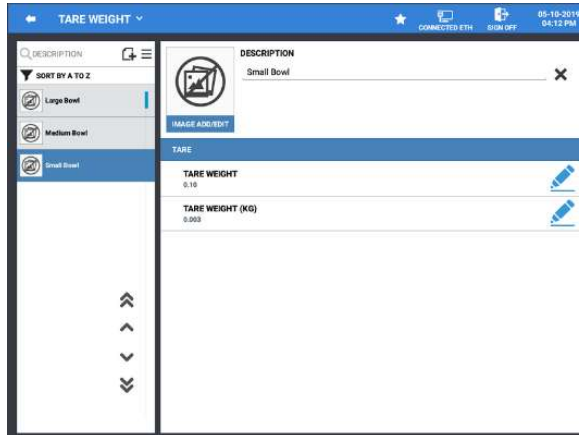 TARE WEIGHT
CONNECTED ETH
SIGN OFF
05-10-2019
04:12 PM
DESCRIPTION
SORT BY A TO Z
Large Bowl
Medium Bowl
Small Bowl
IMAGE ADD/EDIT
DESCRIPTION
Small Bowl
TARE
TARE WEIGHT
0.10
TARE WEIGHT (KG)
0.003